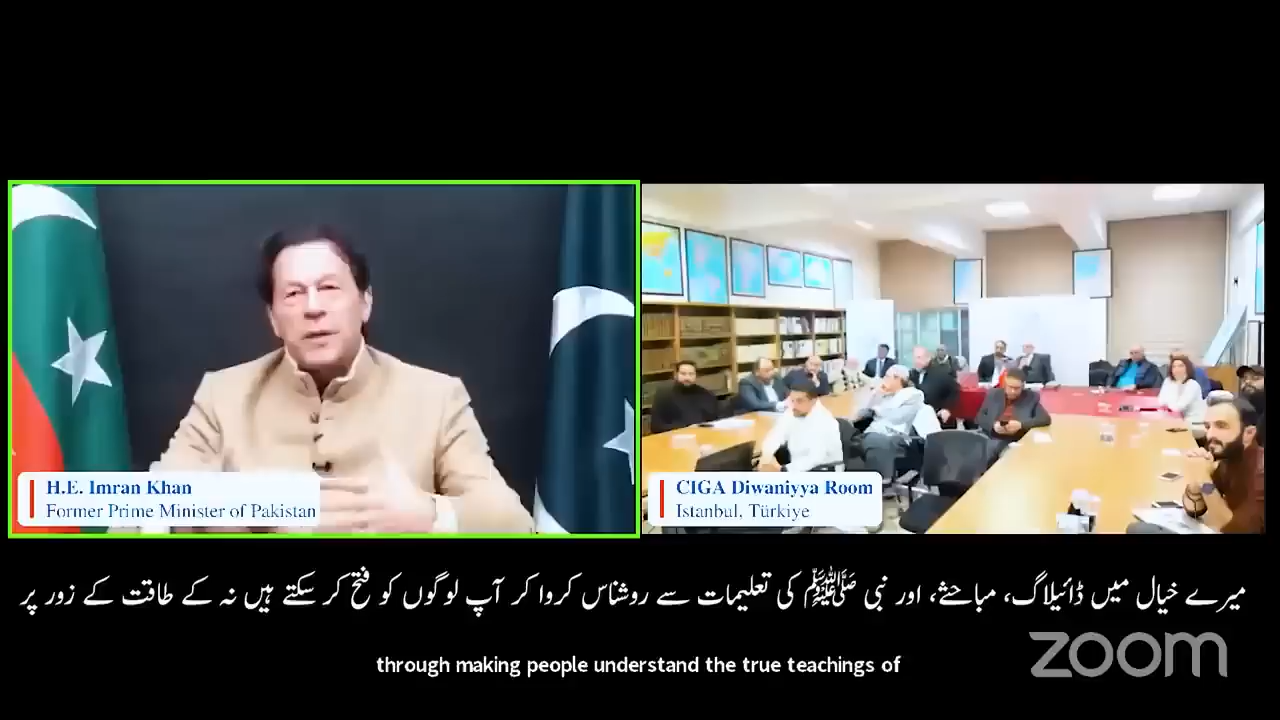 H.E. Imran Khan
Former Prime Minister of Pakistan
CIGA Diwaniyya Room
Istanbul, Türkiye
میرے خیال میں ڈائیلاگ، مباحثے، اور نبی ﷺ کی تعلیمات سے روشناس کروا کر آپ لوگوں کو فتح کر سکتے ہیں نہ کے طاقت کے زور پر
through making people understand the true teachings of
zoom